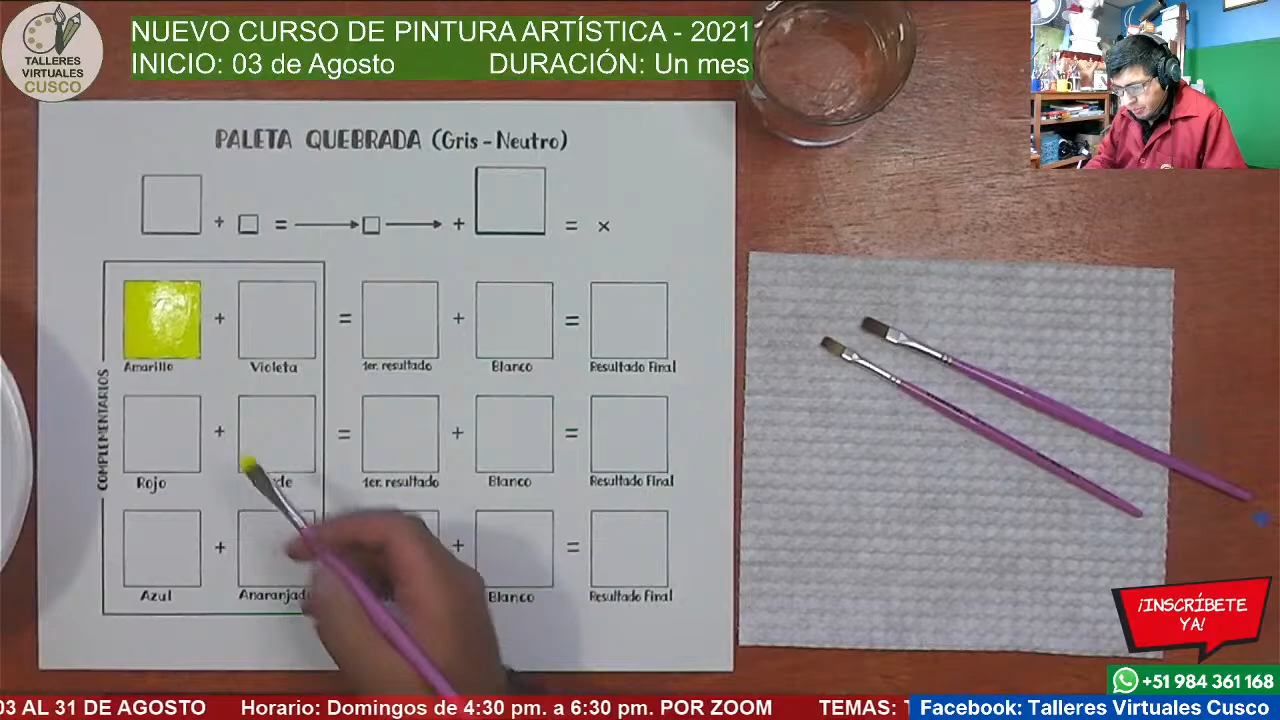 TALLERES
VIRTUALES
CUSCO
NUEVO CURSO DE PINTURA ARTÍSTICA - 2021
INICIO: 03 de Agosto DURACIÓN: Un mes
PALETA QUEBRADA (Gris - Neutro)
+ = + = ×
+ = + =
Amarillo Violeta 1er. resultado Blanco Resultado Final
COMPLEMENTARIOS
+ = + =
Rojo 1er. resultado Blanco Resultado Final
+ + =
Azul Blanco Resultado Final
¡INSCRÍBETE
YA!
+51 984 361 168
03 AL 31 DE AGOSTO Horario: Domingos de 4:30 pm. a 6:30 pm. POR ZOOM TEMAS:
Facebook: Talleres Virtuales Cusco